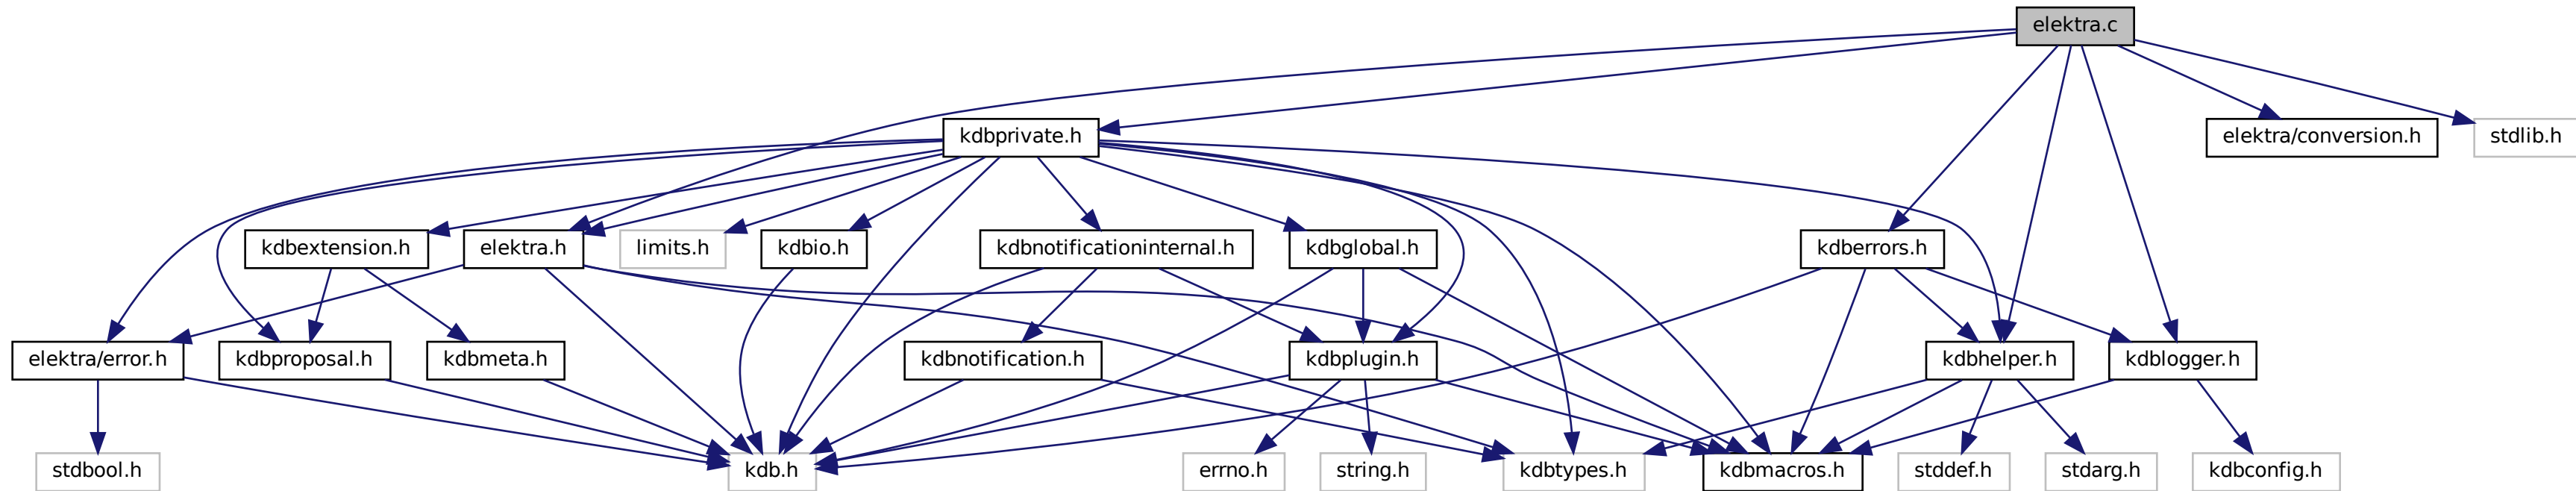 elektra.c
kdbprivate.h
elektra/conversion.h
stdlib.h
kdbextension.h
elektra.h
limits.h
kdbio.h
kdbnotificationinternal.h
kdbglobal.h
kdberrors.h
elektra/error.h
kdbproposal.h
kdbmeta.h
kdbnotification.h
kdbplugin.h
kdbhelper.h
kdblogger.h
stdbool.h
kdb.h
errno.h
string.h
kdbtypes.h
kdbmacros.h
stddef.h
stdarg.h
kdbconfig.h